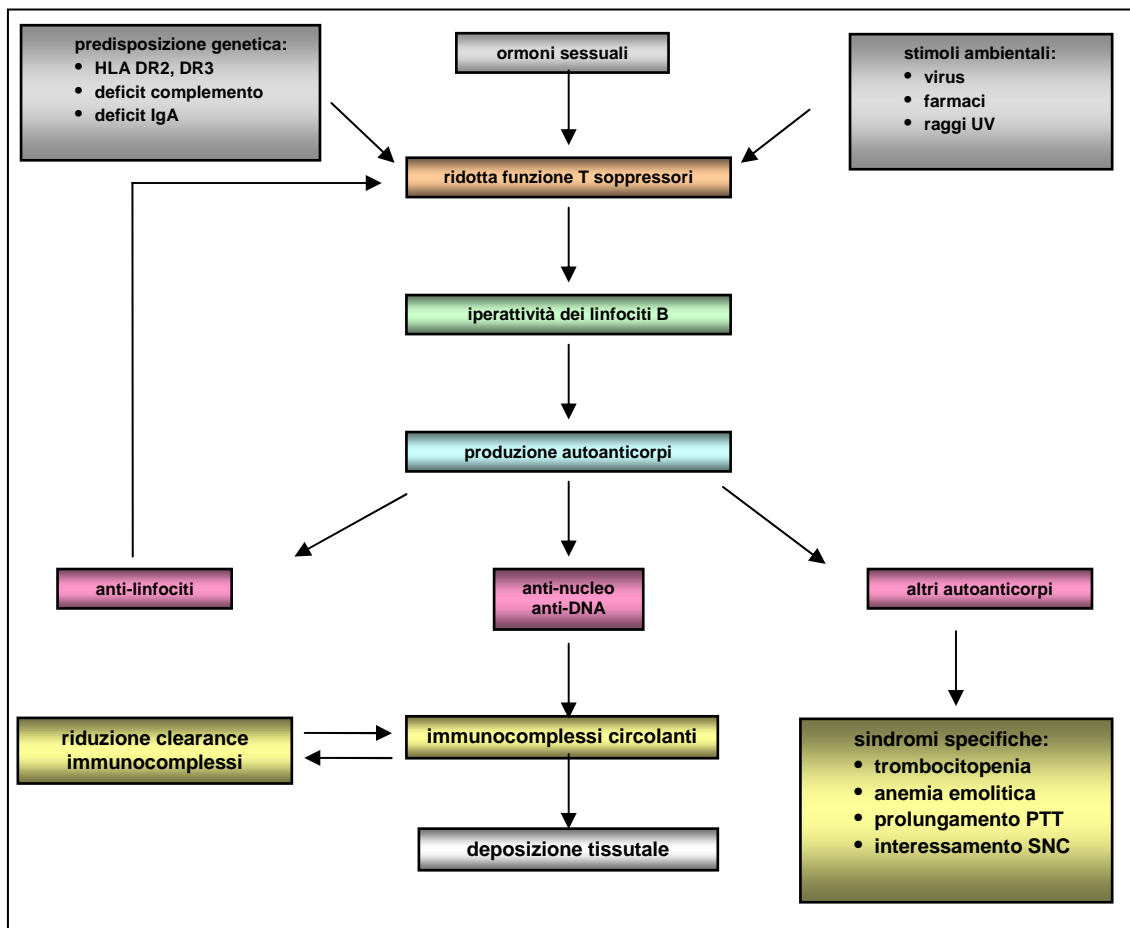 predisposizione genetica:
• HLA DR2, DR3
• deficit complemento
• deficit IgA
ormoni sessuali
stimoli ambientali:
• virus
• farmaci
• raggi UV
ridotta funzione T soppressori
iperattività dei linfociti B
produzione autoanticorpi
anti-linfociti
anti-nucleo
anti-DNA
altri autoanticorpi
riduzione clearance
immunocomplessi
immunocomplessi circolanti
sindromi specifiche:
• trombocitopenia
• anemia emolitica
• prolungamento PTT
• interessamento SNC
deposizione tissutale